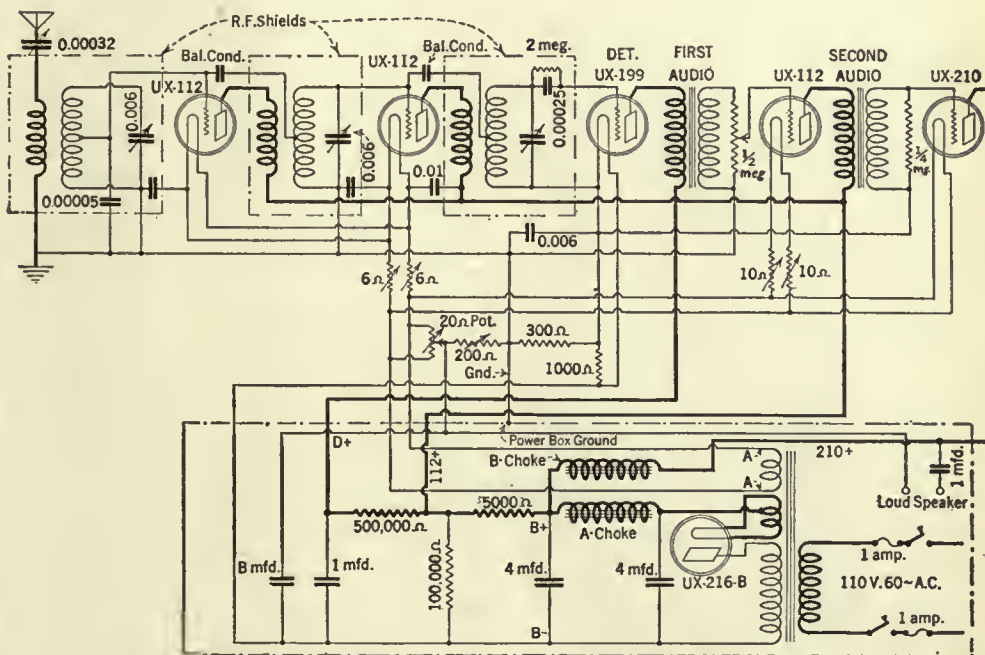 R.F.Shields
0.00032
Bal.Cond.
UX-112
0.006
0.00005
UX-112
Bal.Cond.
0.006
0.01
2 meg.
0.00025
DET.
UX-199
FIRST
AUDIO
1/2
meg
UX-112
SECOND
AUDIO
1/4
mg.
UX-210
0.006
6Ω
6Ω
10Ω
10Ω
20Ω Pot.
200Ω
300Ω
Gnd.
1000Ω
Power Box Ground
D+
112+
B-Choke
A-
A-
210+
1 mfd.
Loud Speaker
500,000Ω
5000Ω
B+
A-Choke
UX-216-B
1 amp.
110 V. 60~A.C.
1 amp.
B mfd.
1 mfd.
100,000Ω
4 mfd.
4 mfd.
B-